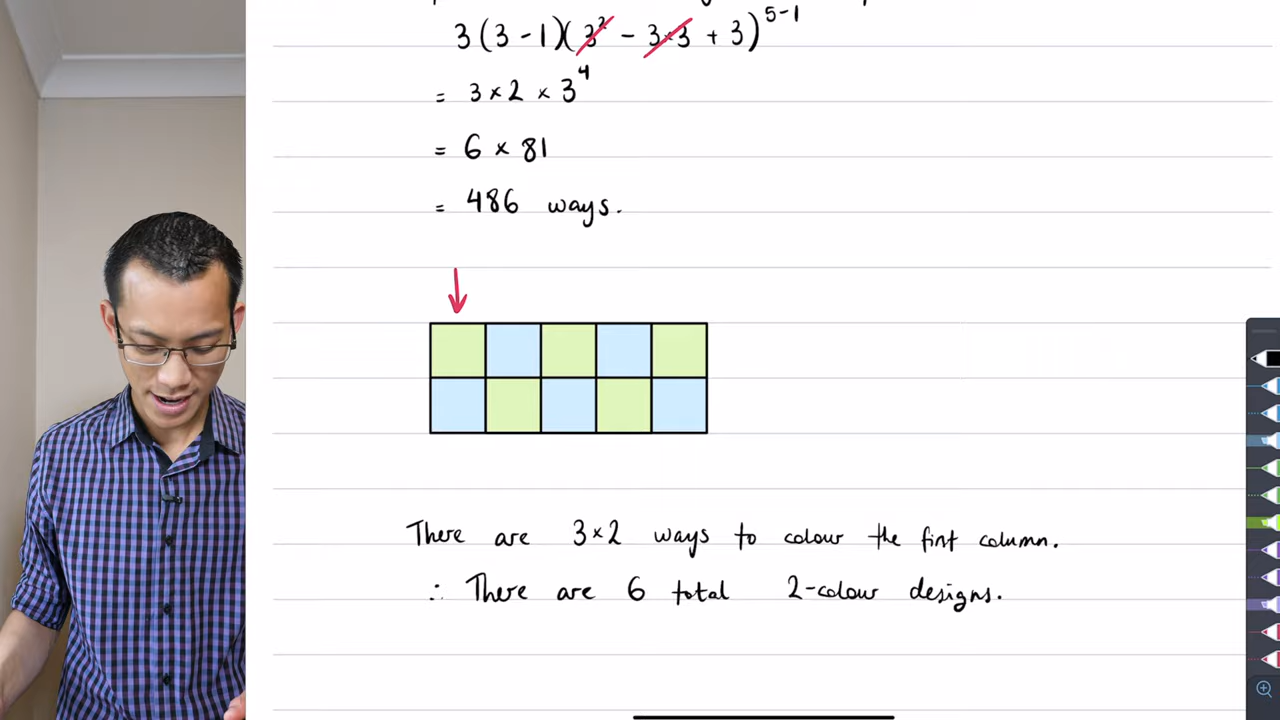 3(3-1)(3² - 3×3 + 3)⁵⁻¹
= 3×2 × 3⁴
= 6 × 81
= 486 ways.
There are 3×2 ways to colour the first column.
∴ There are 6 total 2-colour designs.